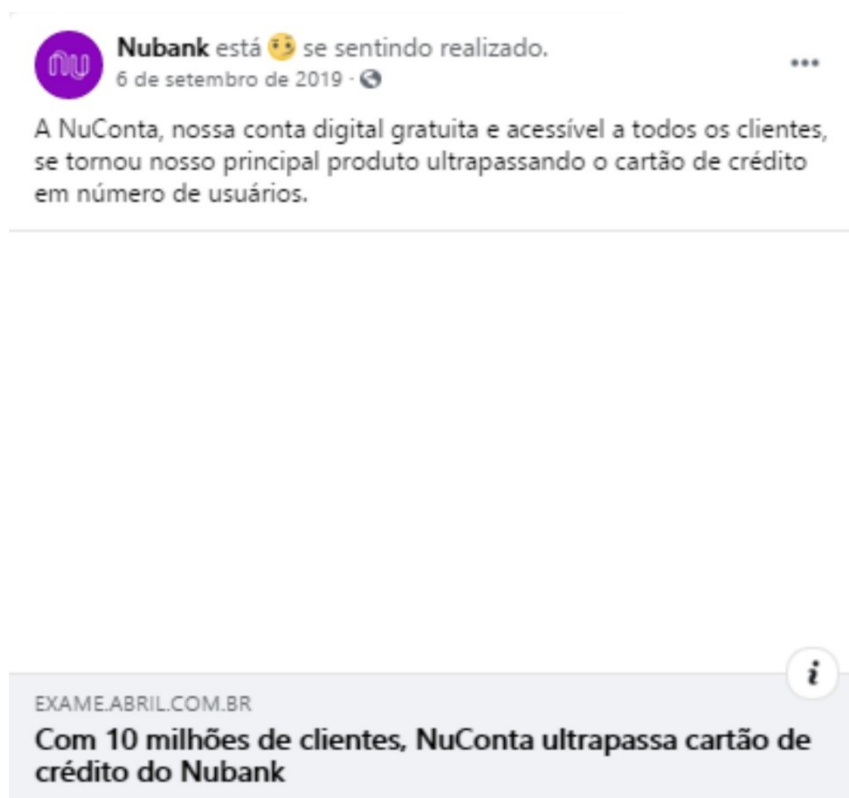 nu
Nubank está 😏 se sentindo realizado.
6 de setembro de 2019 ·
A NuConta, nossa conta digital gratuita e acessível a todos os clientes,
se tornou nosso principal produto ultrapassando o cartão de crédito
em número de usuários.
i
EXAME.ABRIL.COM.BR
Com 10 milhões de clientes, NuConta ultrapassa cartão de
crédito do Nubank